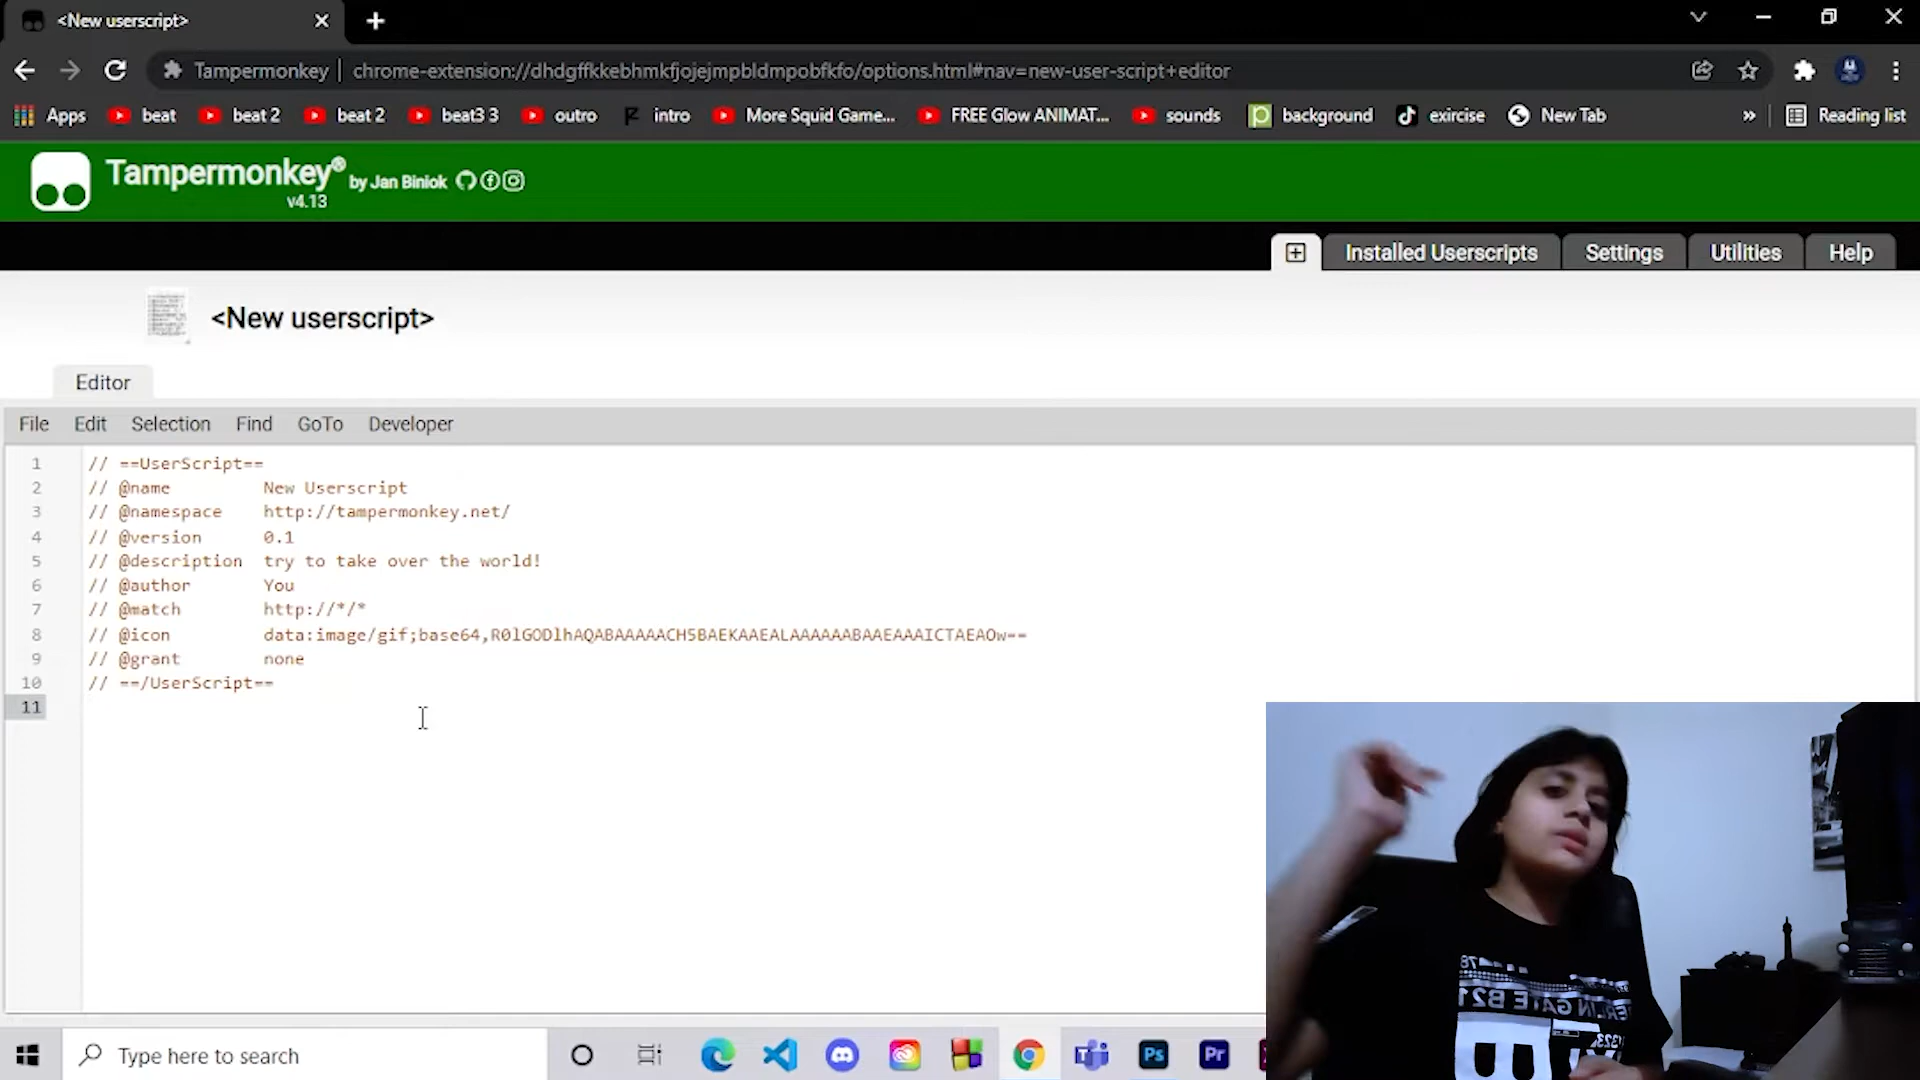 <New userscript>
Tampermonkey chrome-extension://dhdgffkkebhmkfjojejmpbldmpobfkfo/options.html#nav=new-user-script+editor
Apps beat beat 2 beat 2 beat3 3 outro intro More Squid Game... FREE Glow ANIMAT... sounds background exircise New Tab » Reading list
Tampermonkey® by Jan Biniok
v4.13
Installed Userscripts Settings Utilities Help
<New userscript>
Editor
File Edit Selection Find GoTo Developer
1 // ==UserScript==
2 // @name New Userscript
3 // @namespace http://tampermonkey.net/
4 // @version 0.1
5 // @description try to take over the world!
6 // @author You
7 // @match http://*/*
8 // @icon data:image/gif;base64,R0lGODlhAQABAAAAACH5BAEKAAEALAAAAAABAAEAAAICTAEAOw==
9 // @grant none
10 // ==/UserScript==
11
Type here to search
Ps Pr